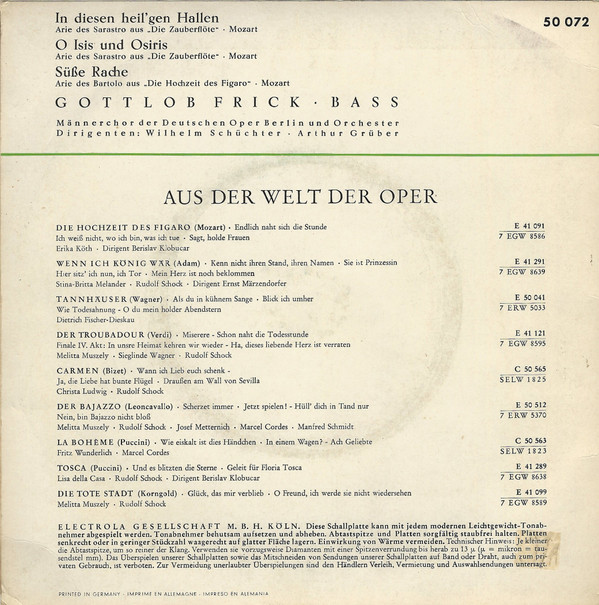 In diesen heil'gen Hallen
50 072
Arie des Sarastro aus „Die Zauberflöte“ · Mozart
O Isis und Osiris
Arie des Sarastro aus „Die Zauberflöte“ · Mozart
Süße Rache
Arie des Bartolo aus „Die Hochzeit des Figaro“ · Mozart
GOTTLOB FRICK · BASS
Männerchor der Deutschen Oper Berlin und Orchester
Dirigenten: Wilhelm Schüchter · Arthur Grüber
AUS DER WELT DER OPER
DIE HOCHZEIT DES FIGARO (Mozart) · Endlich naht sich die Stunde
E 41 091
Ich weiß nicht, wo ich bin, was ich tue · Sagt, holde Frauen
7 EGW 8586
Erika Köth · Dirigent Berislav Klobucar
WENN ICH KÖNIG WÄR (Adam) · Kenn nicht ihren Stand, ihren Namen · Sie ist Prinzessin
E 41 291
Hier sitz' ich nun, ich Tor · Mein Herz ist noch beklommen
7 EGW 8639
Stina-Britta Melander · Rudolf Schock · Dirigent Ernst Märzendorfer
TANNHÄUSER (Wagner) · Als du in kühnem Sange · Blick ich umher
E 50 041
Wie Todesahnung - O du mein holder Abendstern
7 ERW 5033
Dietrich Fischer-Dieskau
DER TROUBADOUR (Verdi) · Miserere - Schon naht die Todesstunde
E 41 121
Finale IV. Akt: In unsre Heimat kehren wir wieder - Ha, dieses liebende Herz ist verraten
7 EGW 8595
Melitta Muszely · Sieglinde Wagner · Rudolf Schock
CARMEN (Bizet) · Wann ich Lieb euch schenk -
C 50 565
Ja, die Liebe hat bunte Flügel · Draußen am Wall von Sevilla
SELW 1825
Christa Ludwig · Rudolf Schock
DER BAJAZZO (Leoncavallo) · Scherzet immer · Jetzt spielen! - Hüll' dich in Tand nur
E 50 512
Nein, bin Bajazzo nicht bloß
7 ERW 5370
Melitta Muszely · Rudolf Schock · Josef Metternich · Marcel Cordes · Manfred Schmidt
LA BOHÈME (Puccini) · Wie eiskalt ist dies Händchen · In einem Wagen? - Ach Geliebte
C 50 563
Fritz Wunderlich · Marcel Cordes
SELW 1823
TOSCA (Puccini) · Und es blitzten die Sterne · Geleit für Floria Tosca
E 41 289
Lisa della Casa · Rudolf Schock · Dirigent Berislav Klobucar
7 EGW 8638
DIE TOTE STADT (Korngold) · Glück, das mir verblieb · O Freund, ich werde sie nicht wiedersehen
E 41 099
Melitta Muszely · Rudolf Schock
7 EGW 8589
ELECTROLA GESELLSCHAFT M. B. H. KÖLN. Diese Schallplatte kann mit jedem modernen Leichtgewicht-Tonab-
nehmer abgespielt werden. Tonabnehmer behutsam aufsetzen und abheben. Abtastspitze und Platten sorgfältig staubfrei halten. Platten
senkrecht oder in geringer Stückzahl waagerecht auf glatter Fläche lagern. Einwirkung von Wärme vermeiden. Technischer Hinweis: Je kleiner
die Abtastspitze, um so reiner der Klang. Verwenden sie vorzugsweise Diamanten mit einer Spitzenverrundung bis herab zu 13 µ (µ = mikron = tau-
sendstel mm). Das Überspielen unserer Schallplatten sowie das Mitschneiden von Sendungen unserer Schallplatten auf Band oder Draht, auch zum pri-
vaten Gebrauch, ist verboten. Zur Vermeidung unerlaubter Überspielungen sind den Händlern Verleih, Vermietung und Auswahlsendungen untersagt.
PRINTED IN GERMANY · IMPRIMÉ EN ALLEMAGNE · IMPRESO EN ALEMANIA